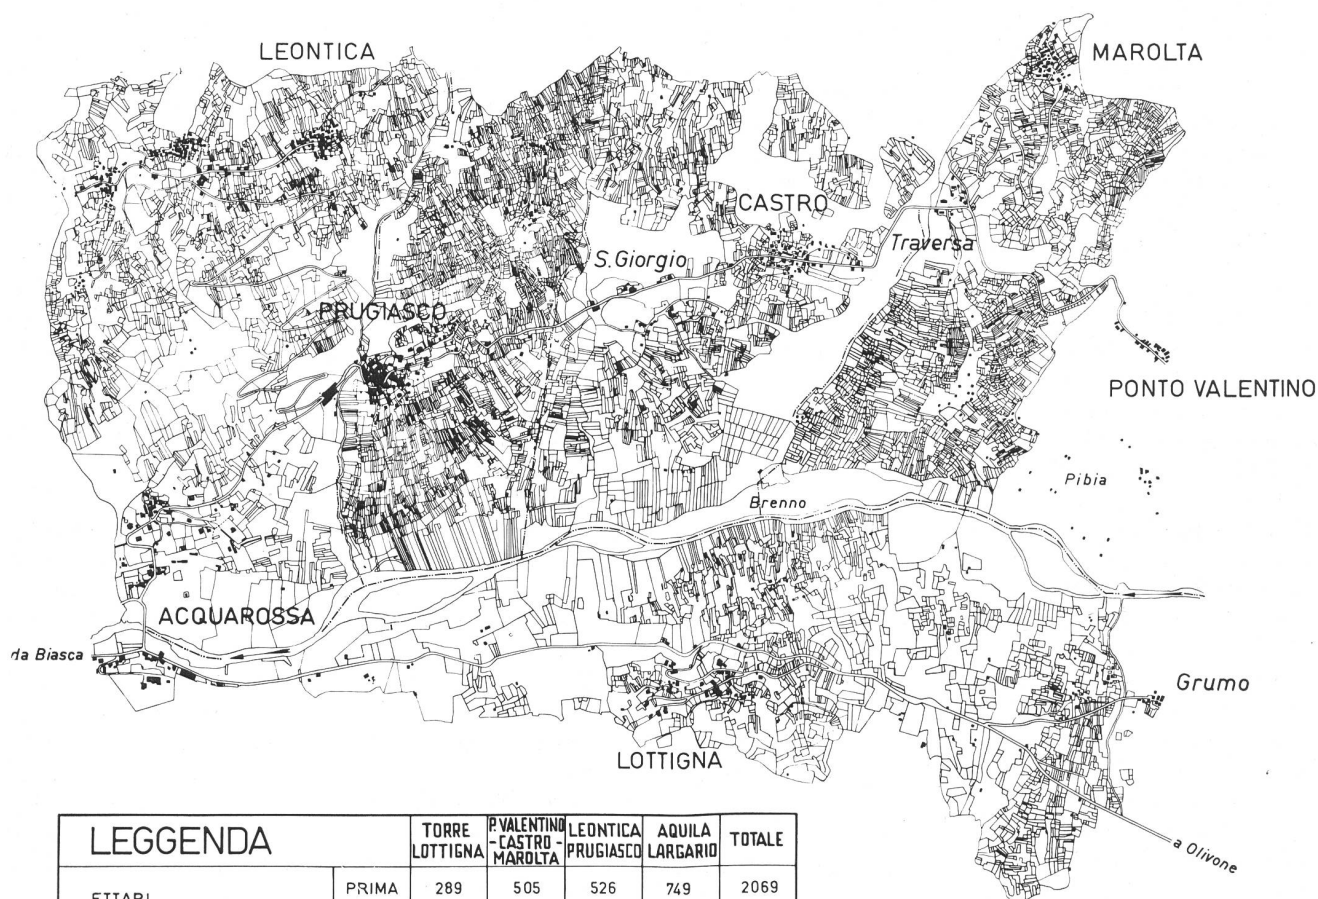 LEONTICA
MAROLTA
CASTRO
Traversa
S. Giorgio
PRUGIASCO
PONTO VALENTINO
Pibia
Brenno
ACQUAROSSA
da Biasca
Grumo
LOTTIGNA
a Olivone
LEGGENDA
TORRE
LOTTIGNA
P. VALENTINO
-CASTRO-
MAROLTA
LEONTICA
PRUGIASCO
AQUILA
LARGARIO
TOTALE
ETTARI
PRIMA 289 505 526 749 2069